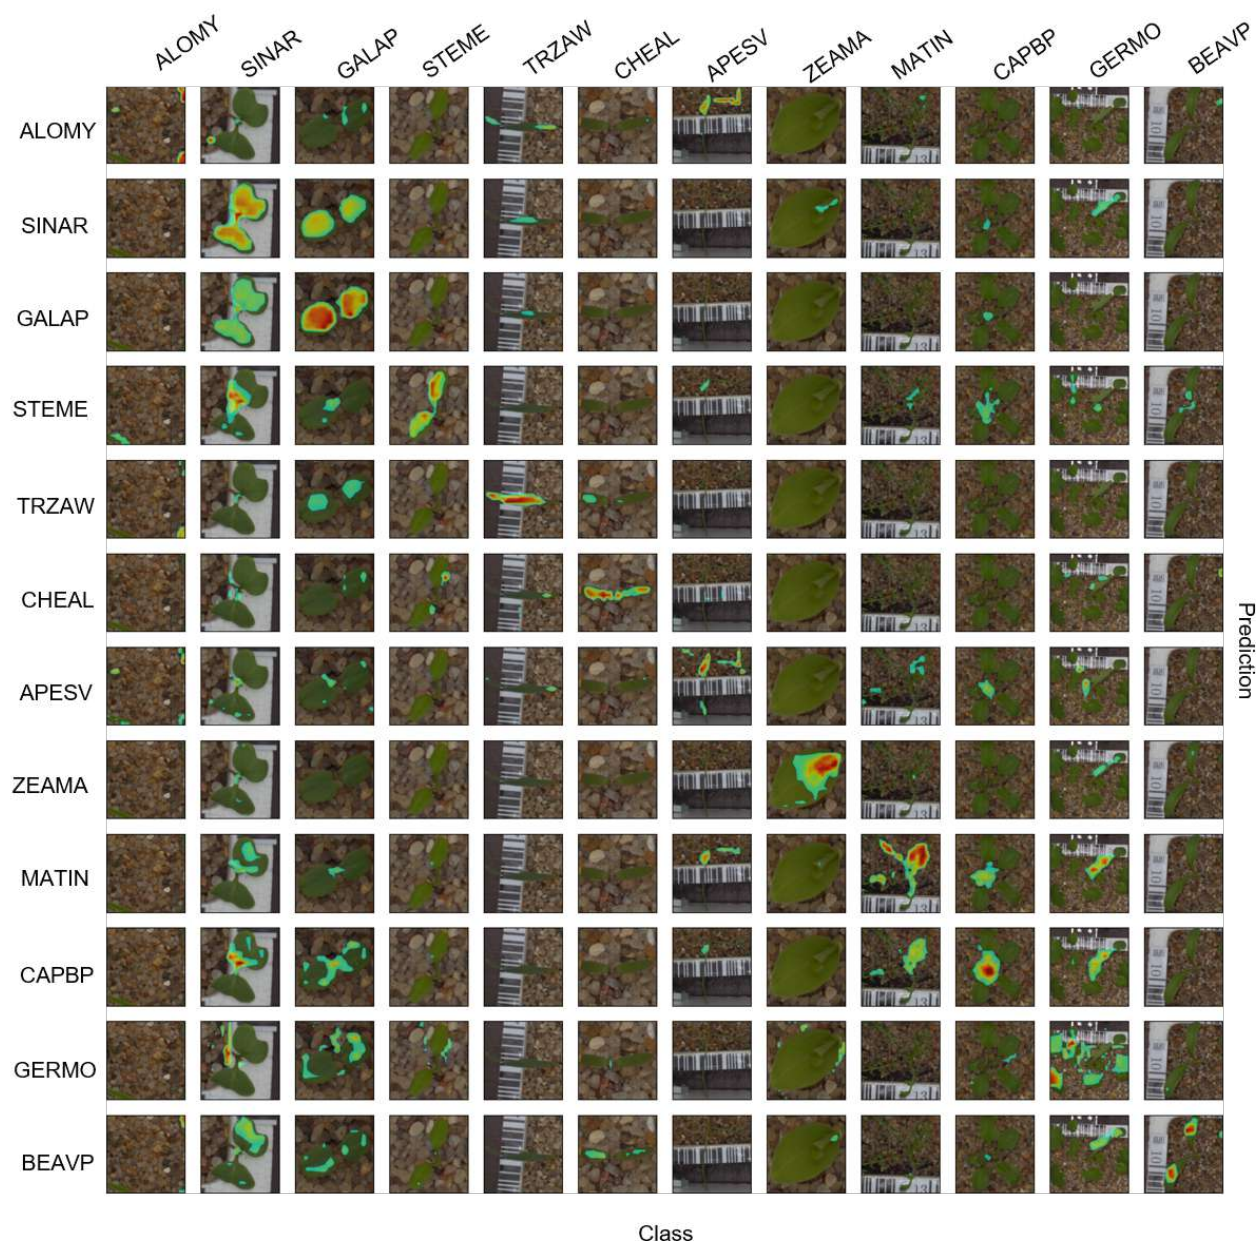 ALOMY SINAR GALAP STEME TRZAW CHEAL APESV ZEAMA MATIN CAPBP GERMO BEAVP
ALOMY
SINAR
GALAP
STEME
TRZAW
CHEAL
APESV
ZEAMA
MATIN
CAPBP
GERMO
BEAVP
Prediction
Class